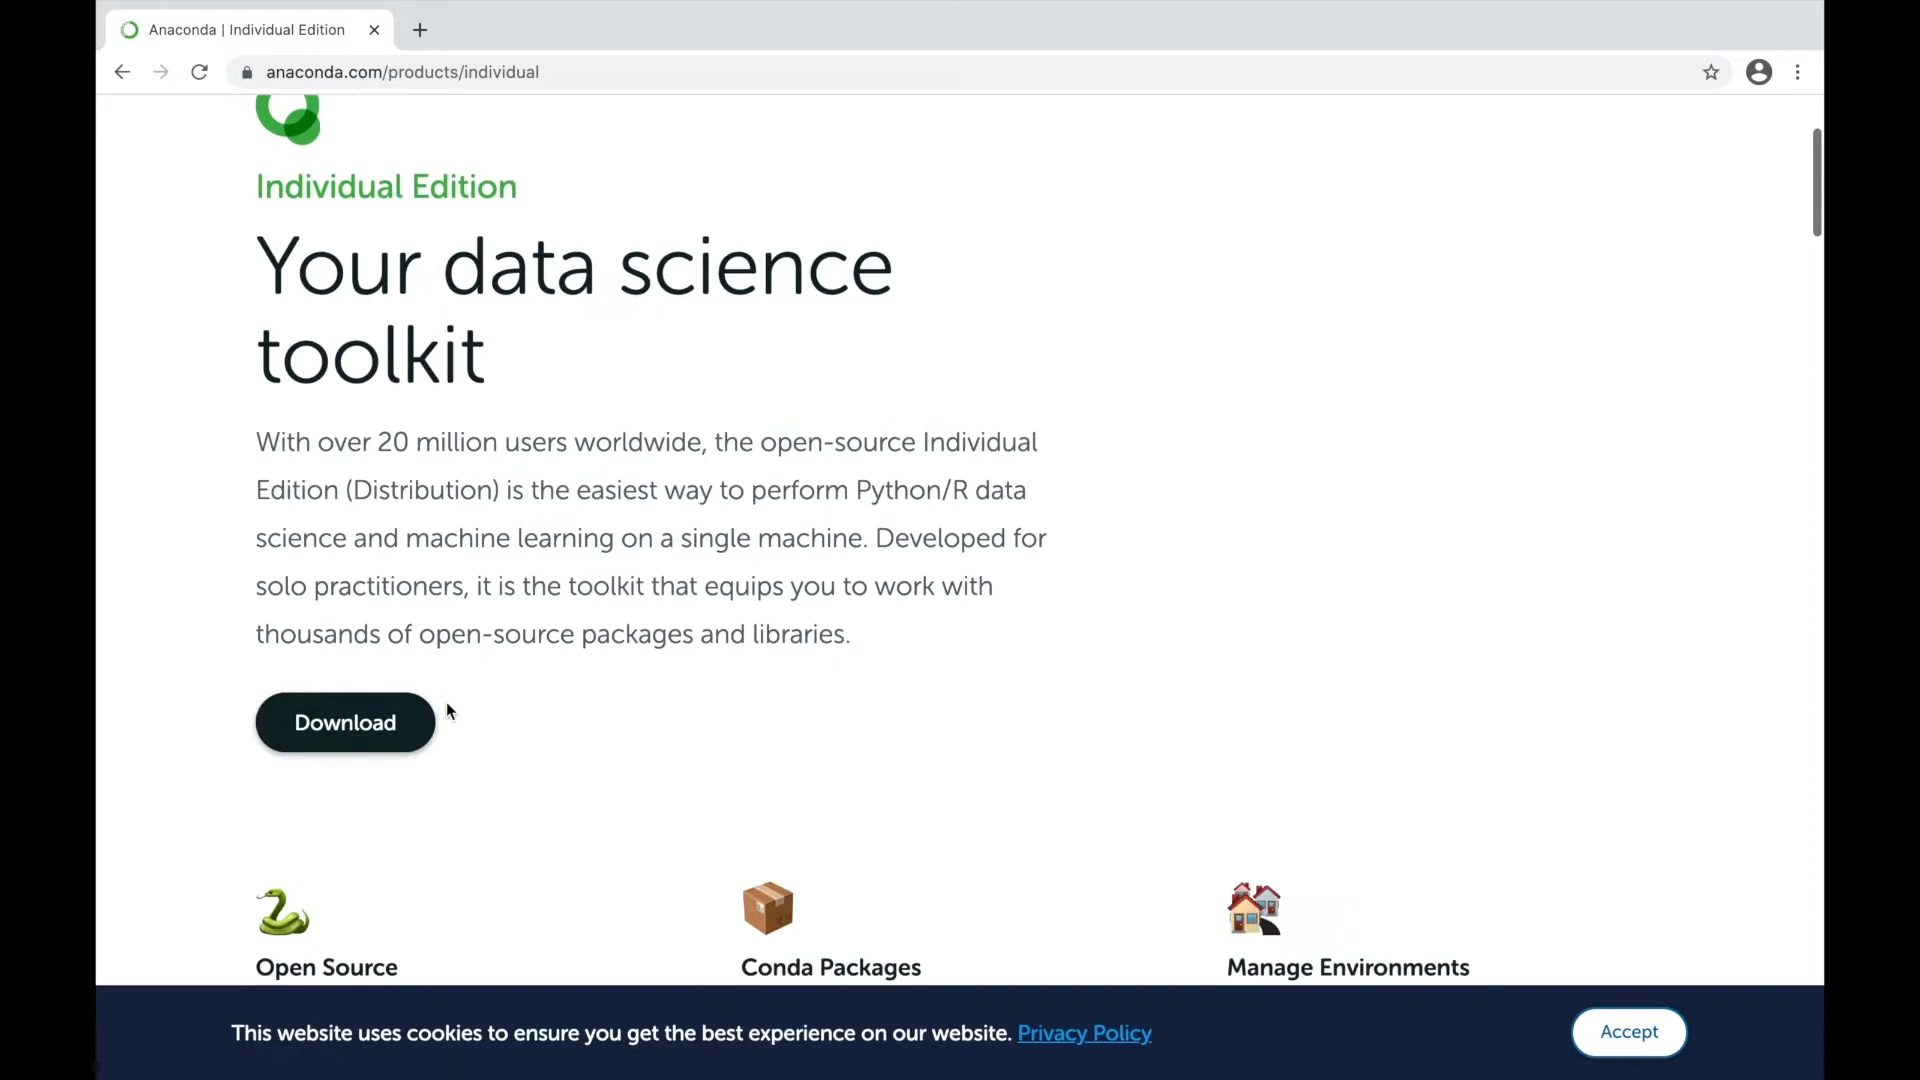 Anaconda | Individual Edition
anaconda.com/products/individual
Individual Edition
Your data science
toolkit
With over 20 million users worldwide, the open-source Individual
Edition (Distribution) is the easiest way to perform Python/R data
science and machine learning on a single machine. Developed for
solo practitioners, it is the toolkit that equips you to work with
thousands of open-source packages and libraries.
Download
Open Source
Conda Packages
Manage Environments
This website uses cookies to ensure you get the best experience on our website. Privacy Policy
Accept